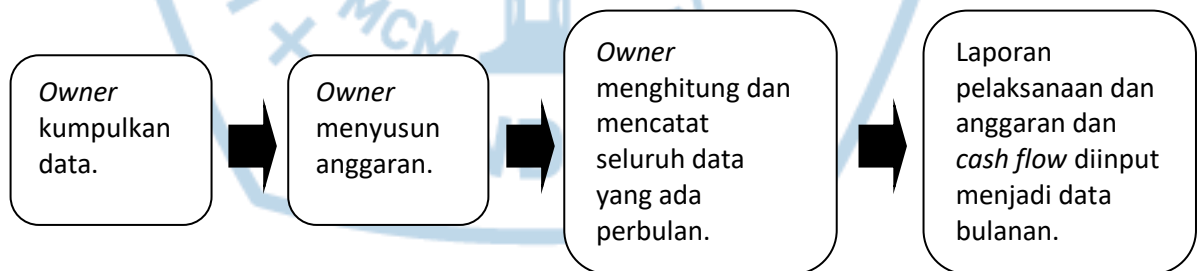 Owner
kumpulkan
data.
Owner
menyusun
anggaran.
Owner
menghitung dan
mencatat
seluruh data
yang ada
perbulan.
Laporan
pelaksanaan dan
anggaran dan
cash flow diinput
menjadi data
bulanan.
MCM